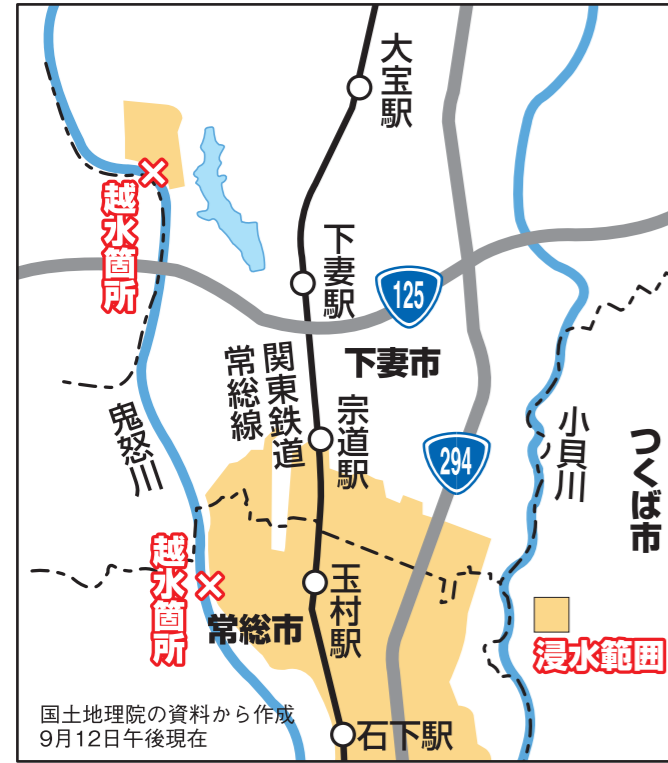 大宝駅
越水箇所
下妻駅
125
下妻市
関東鉄道
常総線
宗道駅
鬼怒川
294
小貝川
つくば市
越水箇所
常総市
玉村駅
浸水範囲
国土地理院の資料から作成
9月12日午後現在
石下駅